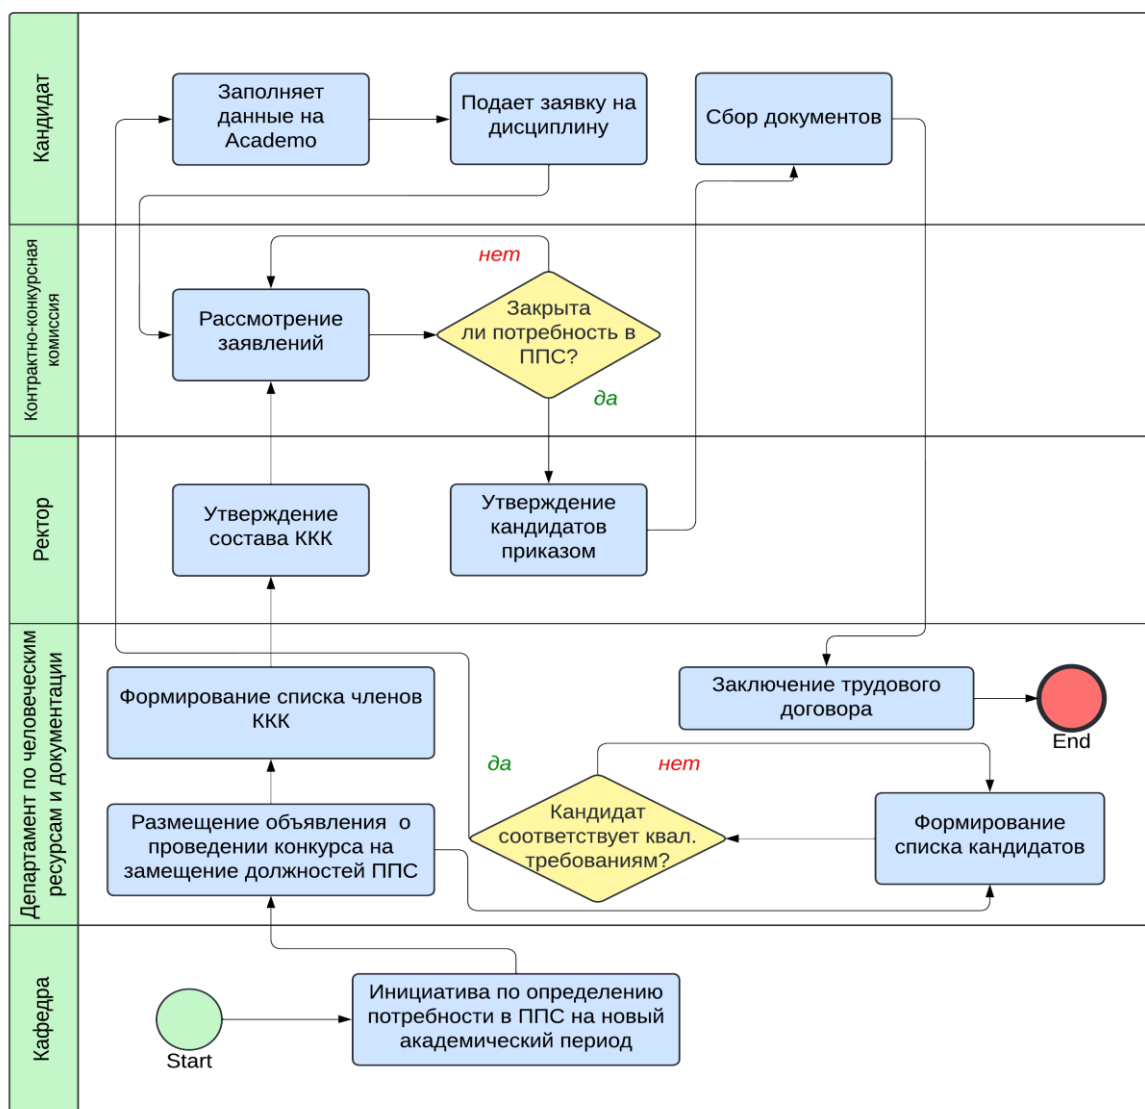 Кандидат
Заполняет
данные на
Academo
Подает заявку на
дисциплину
Сбор документов
Контрактно-конкурсная
комиссия
нет
Рассмотрение
заявлений
Закрыта
ли потребность в
ППС?
да
Ректор
Утверждение
состава ККК
Утверждение
кандидатов
приказом
Департамент по человеческим
ресурсам и документации
Формирование списка членов
ККК
Заключение трудового
договора
End
да
нет
Размещение объявления о
проведении конкурса на
замещение должностей ППС
Кандидат
соответствует квал.
требованиям?
Формирование
списка кандидатов
Кафедра
Start
Инициатива по определению
потребности в ППС на новый
академический период